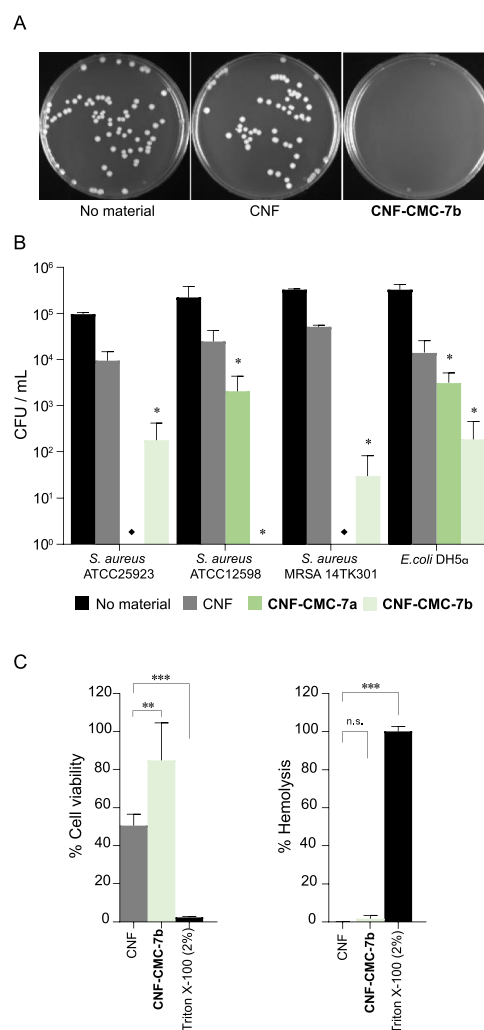 A
No material
CNF
CNF-CMC-7b
B
CFU / mL
10⁶
10⁵
10⁴
10³
10²
10¹
10⁰
*
*
*
*
*
*
◆
◆
S. aureus
ATCC25923
S. aureus
ATCC12598
S. aureus
MRSA 14TK301
E.coli DH5α
No material
CNF
CNF-CMC-7a
CNF-CMC-7b
C
% Cell viability
120
100
80
60
40
20
0
***
**
CNF
CNF-CMC-7b
Triton X-100 (2%)
% Hemolysis
120
100
80
60
40
20
0
***
n.s.
CNF
CNF-CMC-7b
Triton X-100 (2%)